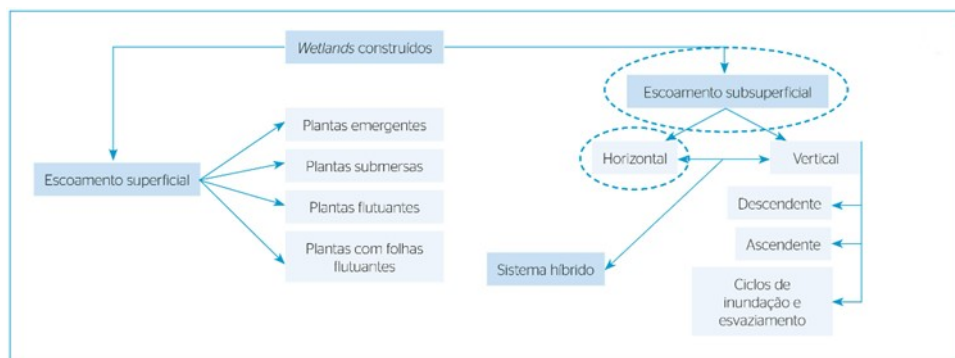 Wetlands construídos
Escoamento subsuperficial
Plantas emergentes
Horizontal
Vertical
Plantas submersas
Escoamento superficial
Plantas flutuantes
Descendente
Plantas com folhas
flutuantes
Ascendente
Sistema híbrido
Ciclos de
inundação e
esvaziamento